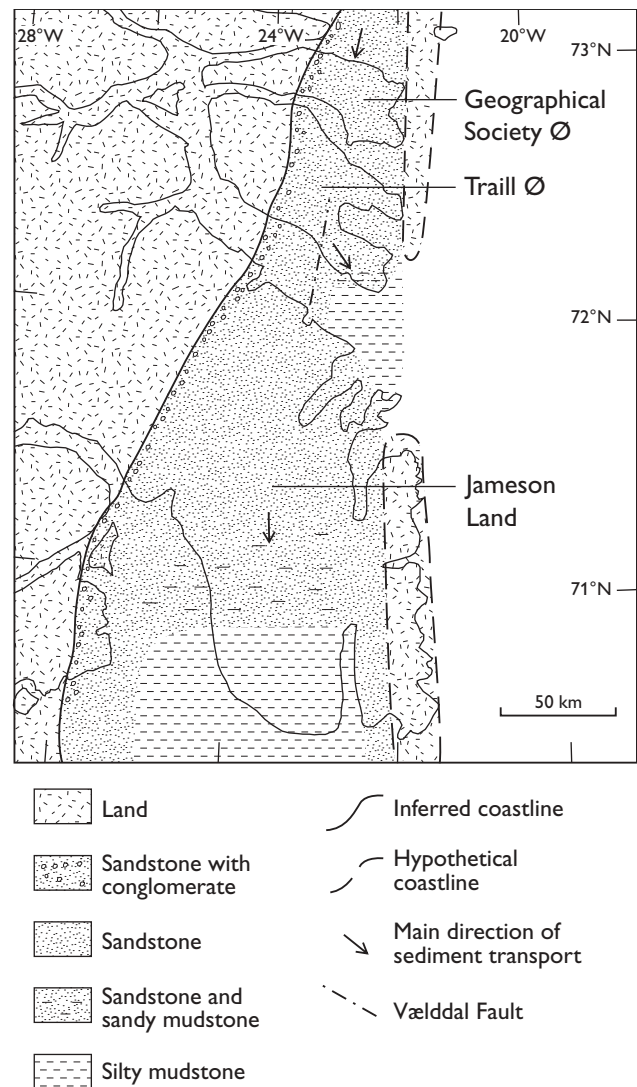 28°W
24°W
20°W
73°N
Geographical
Society Ø
Traill Ø
72°N
Jameson
Land
71°N
50 km
Land
Sandstone with
conglomerate
Sandstone
Sandstone and
sandy mudstone
Silty mudstone
Inferred coastline
Hypothetical
coastline
Main direction of
sediment transport
Vælddal Fault